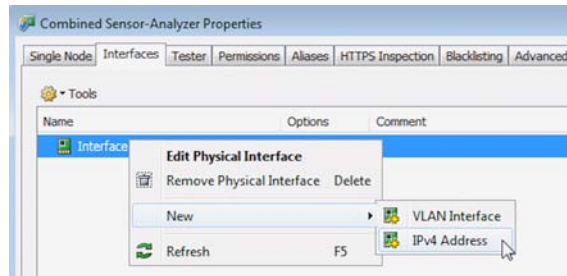 Combined Sensor-Analyzer Properties
Single Node Interfaces Tester Permissions Aliases HTTPS Inspection Blacklisting Advanced
Tools
Name Options Comment
Interface
Edit Physical Interface
Remove Physical Interface Delete
New VLAN Interface
IPv4 Address
Refresh F5